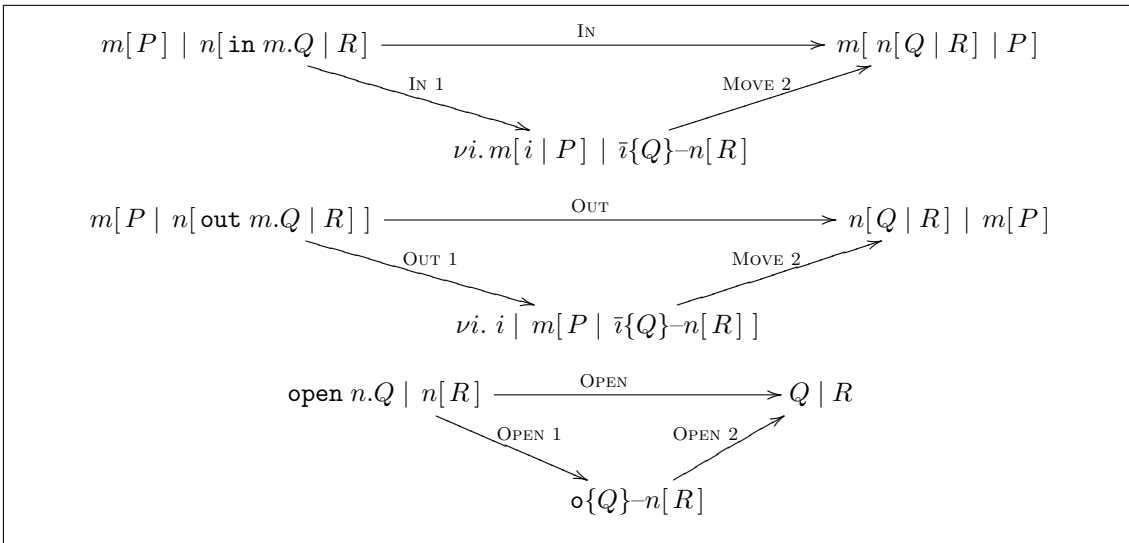 IN
m[ P ] | n[ in m.Q | R ] m[ n[ Q | R ] | P ]
IN 1 MOVE 2
νi. m[ i | P ] | ῑ{Q}–n[ R ]
OUT
m[ P | n[ out m.Q | R ] ] n[ Q | R ] | m[ P ]
OUT 1 MOVE 2
νi. i | m[ P | ῑ{Q}–n[ R ] ]
OPEN
open n.Q | n[ R ] Q | R
OPEN 1 OPEN 2
o{Q}–n[ R ]